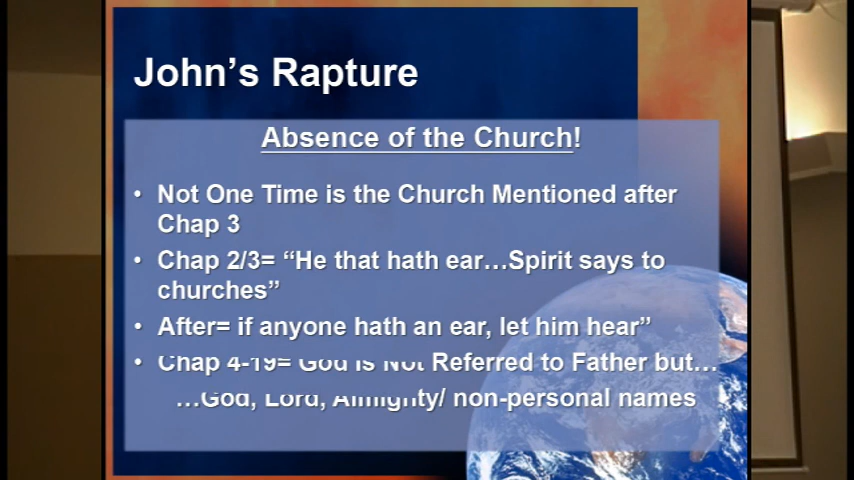 John's Rapture
Absence of the Church!
• Not One Time is the Church Mentioned after
Chap 3
• Chap 2/3= “He that hath ear…Spirit says to
churches”
• After= if anyone hath an ear, let him hear”
• Chap 4-19= God is Not Referred to Father but…
…God, Lord, Almighty/ non-personal names